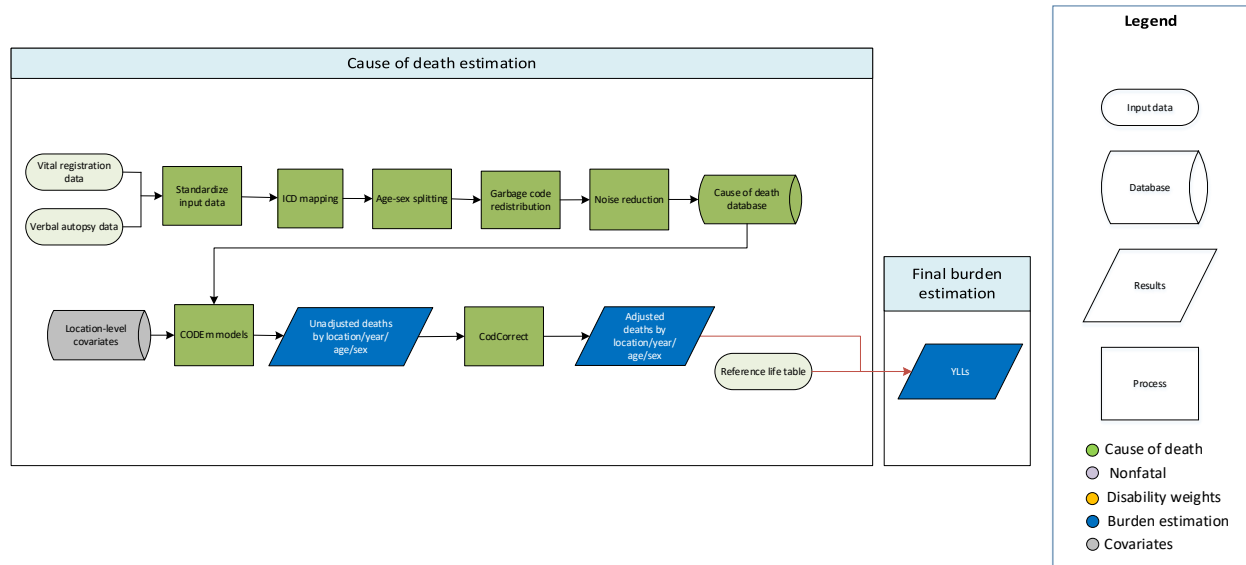 Legend
Cause of death estimation
Input data
Vital registration
data
Verbal autopsy data
Standardize
input data
ICD mapping
Age-sex splitting
Garbage code
redistribution
Noise reduction
Cause of death
database
Database
Final burden
estimation
Results
Location-level
covariates
CODEm models
Unadjusted deaths
by location/year/
age/sex
CodCorrect
Adjusted
deaths by
location/year/
age/sex
Reference life table
YLLs
Process
Cause of death
Nonfatal
Disability weights
Burden estimation
Covariates